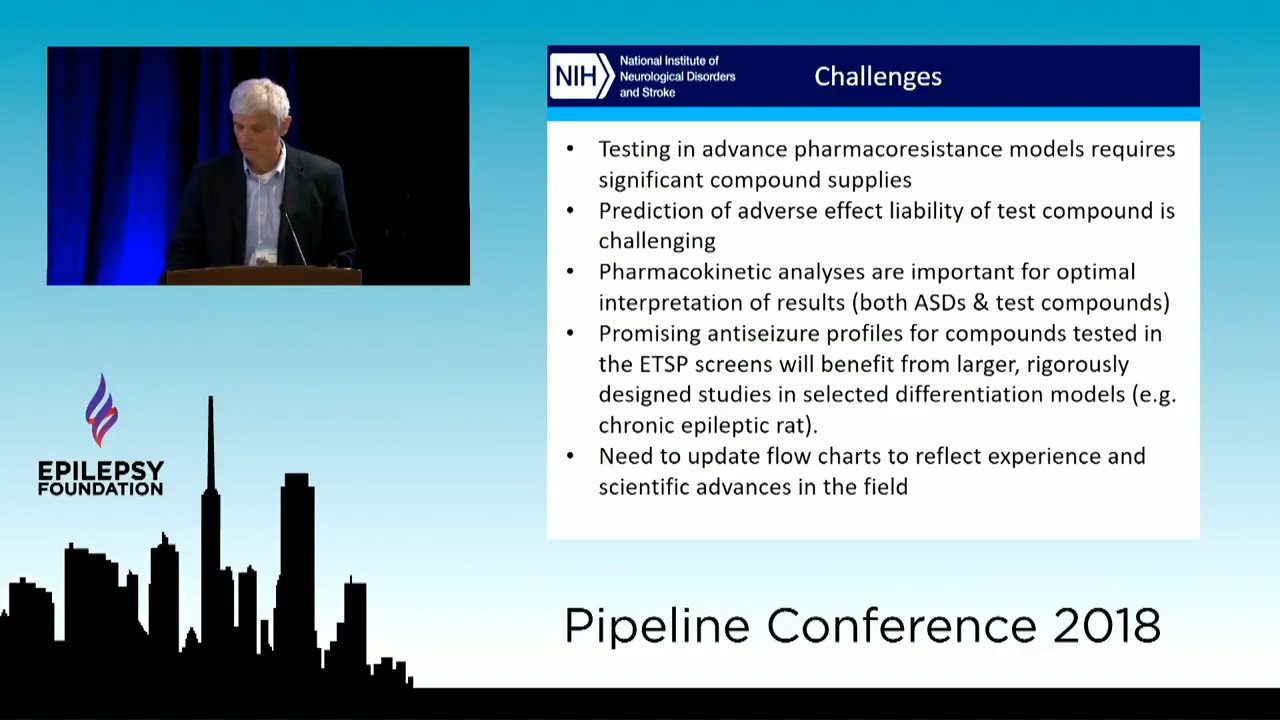 NIH
National Institute of
Neurological Disorders
and Stroke
Challenges
• Testing in advance pharmacoresistance models requires
significant compound supplies
• Prediction of adverse effect liability of test compound is
challenging
• Pharmacokinetic analyses are important for optimal
interpretation of results (both ASDs & test compounds)
• Promising antiseizure profiles for compounds tested in
the ETSP screens will benefit from larger, rigorously
designed studies in selected differentiation models (e.g.
chronic epileptic rat).
• Need to update flow charts to reflect experience and
scientific advances in the field
EPILEPSY
FOUNDATION
Pipeline Conference 2018